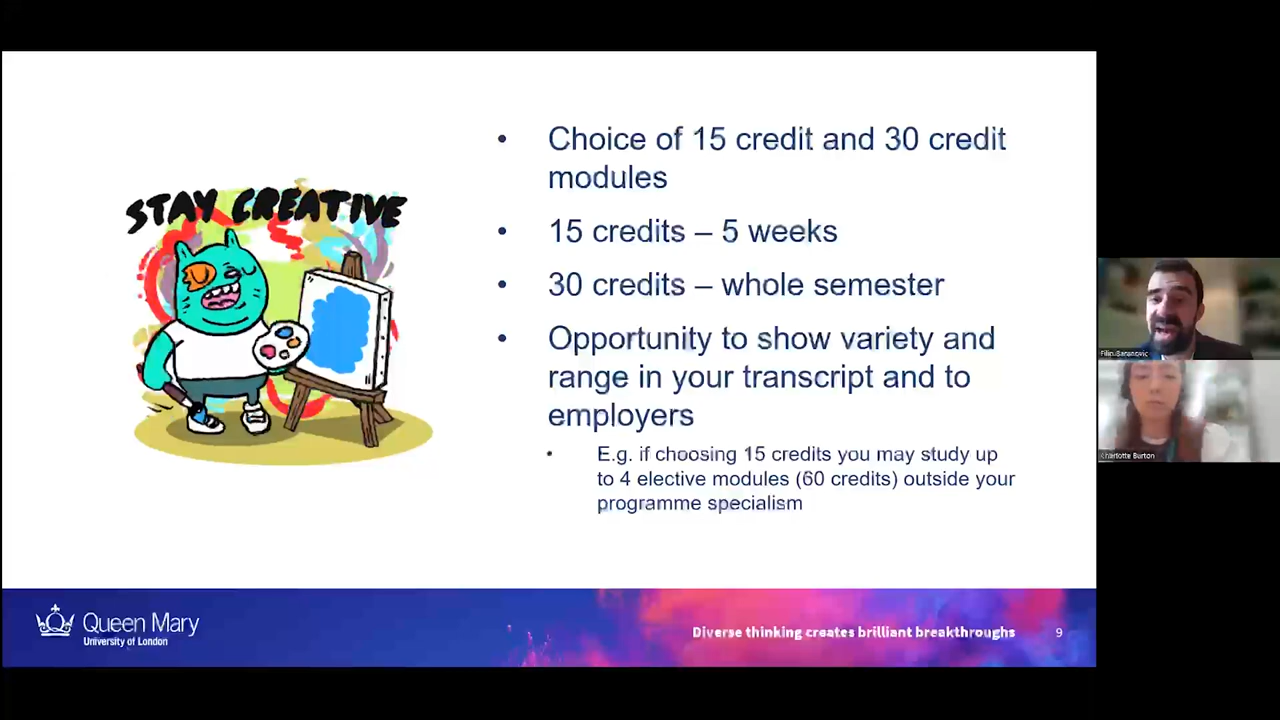 STAY CREATIVE
• Choice of 15 credit and 30 credit
modules
• 15 credits – 5 weeks
• 30 credits – whole semester
• Opportunity to show variety and
range in your transcript and to
employers
• E.g. if choosing 15 credits you may study up
to 4 elective modules (60 credits) outside your
programme specialism
Filip Baranovic
Charlotte Burton
Queen Mary
University of London
Diverse thinking creates brilliant breakthroughs
9